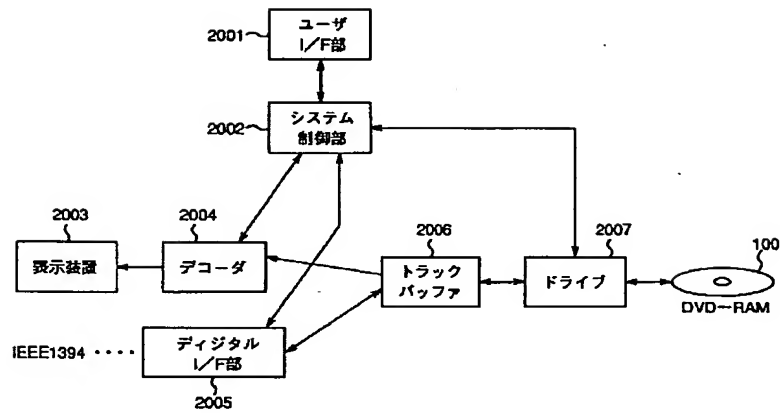 2001
ユーザ
I/F部
2002
システム
制御部
2003
表示装置
2004
デコーダ
2006
トラック
バッファ
2007
ドライブ
100
DVD-RAM
IEEE1394 ・・・・
ディジタル
I/F部
2005